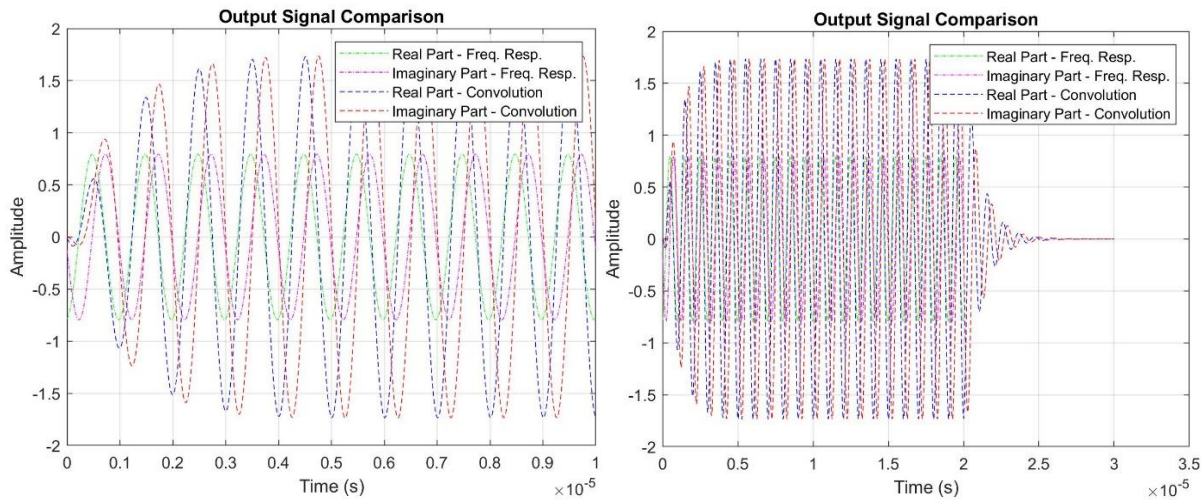 Output Signal Comparison
Real Part - Freq. Resp.
Imaginary Part - Freq. Resp.
Real Part - Convolution
Imaginary Part - Convolution
2
1.5
1
0.5
0
-0.5
-1
-1.5
-2
Amplitude
0 0.1 0.2 0.3 0.4 0.5 0.6 0.7 0.8 0.9 1
Time (s)
×10⁻⁵
Output Signal Comparison
Real Part - Freq. Resp.
Imaginary Part - Freq. Resp.
Real Part - Convolution
Imaginary Part - Convolution
2
1.5
1
0.5
0
-0.5
-1
-1.5
-2
Amplitude
0 0.5 1 1.5 2 2.5 3 3.5
Time (s)
×10⁻⁵